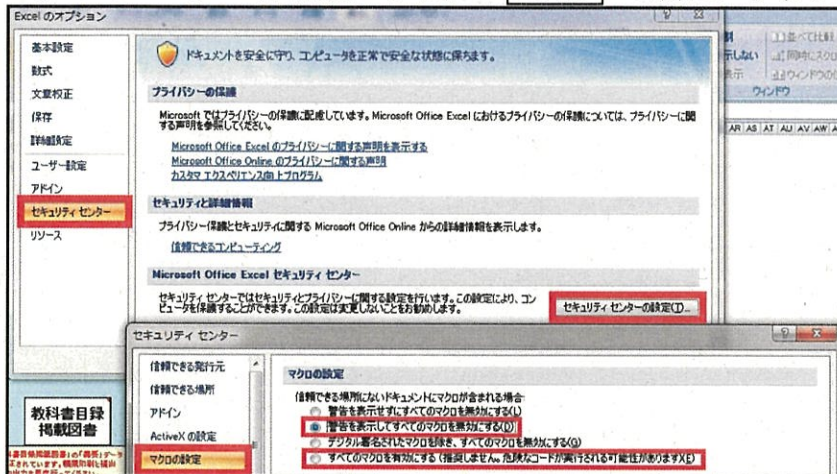 Excel のオプション
基本設定
数式
文章校正
保存
詳細設定
ユーザー設定
アドイン
セキュリティ センター
リソース
ドキュメントを安全に守り、コンピュータを正常で安全な状態に保ちます。
プライバシーの保護
Microsoft ではプライバシーの保護に配慮しています。Microsoft Office Excel におけるプライバシーの保護については、プライバシーに関
する声明を参照してください。
Microsoft Office Excel のプライバシーに関する声明を表示する
Microsoft Office Online のプライバシーに関する声明
カスタマ エクスペリエンス向上プログラム
セキュリティと詳細情報
プライバシー保護とセキュリティに関する Microsoft Office Online からの詳細情報を表示します。
信頼できるコンピューティング
Microsoft Office Excel セキュリティ センター
セキュリティ センターではセキュリティとプライバシーに関する設定を行います。この設定により、コン
ピュータを保護することができます。この設定は変更しないことをお勧めします。
セキュリティ センターの設定(T)...
並べて比較
示しない
同時にスクロ
表示
ウィンドウの
ウィンドウ
AR AS AT AU AV AW A
セキュリティ センター
信頼できる発行元
信頼できる場所
アドイン
ActiveX の設定
マクロの設定
マクロの設定
信頼できる場所にないドキュメントにマクロが含まれる場合:
警告を表示せずにすべてのマクロを無効にする(L)
警告を表示してすべてのマクロを無効にする(D)
デジタル署名されたマクロを除き、すべてのマクロを無効にする(G)
すべてのマクロを有効にする (推奨しません。危険なコードが実行される可能性があります)(E)
教科書目録
掲載図書